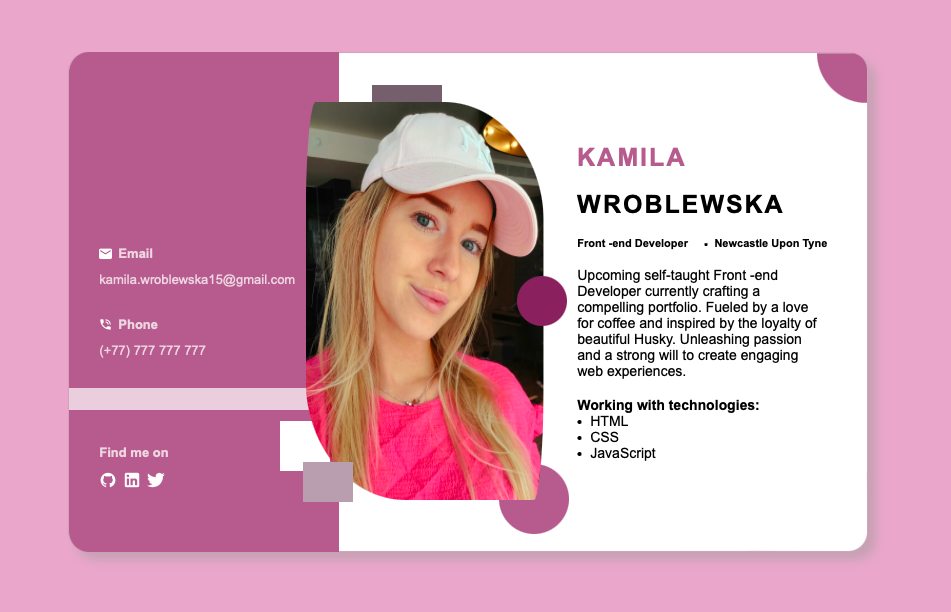 Email
kamila.wroblewska15@gmail.com
Phone
(+77) 777 777 777
Find me on
KAMILA
WROBLEWSKA
Front -end Developer • Newcastle Upon Tyne
Upcoming self-taught Front -end
Developer currently crafting a
compelling portfolio. Fueled by a love
for coffee and inspired by the loyalty of
beautiful Husky. Unleashing passion
and a strong will to create engaging
web experiences.
Working with technologies:
• HTML
• CSS
• JavaScript